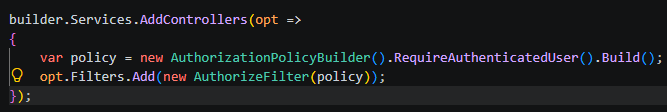 builder.Services.AddControllers(opt =>
{
    var policy = new AuthorizationPolicyBuilder().RequireAuthenticatedUser().Build();
    opt.Filters.Add(new AuthorizeFilter(policy));
});